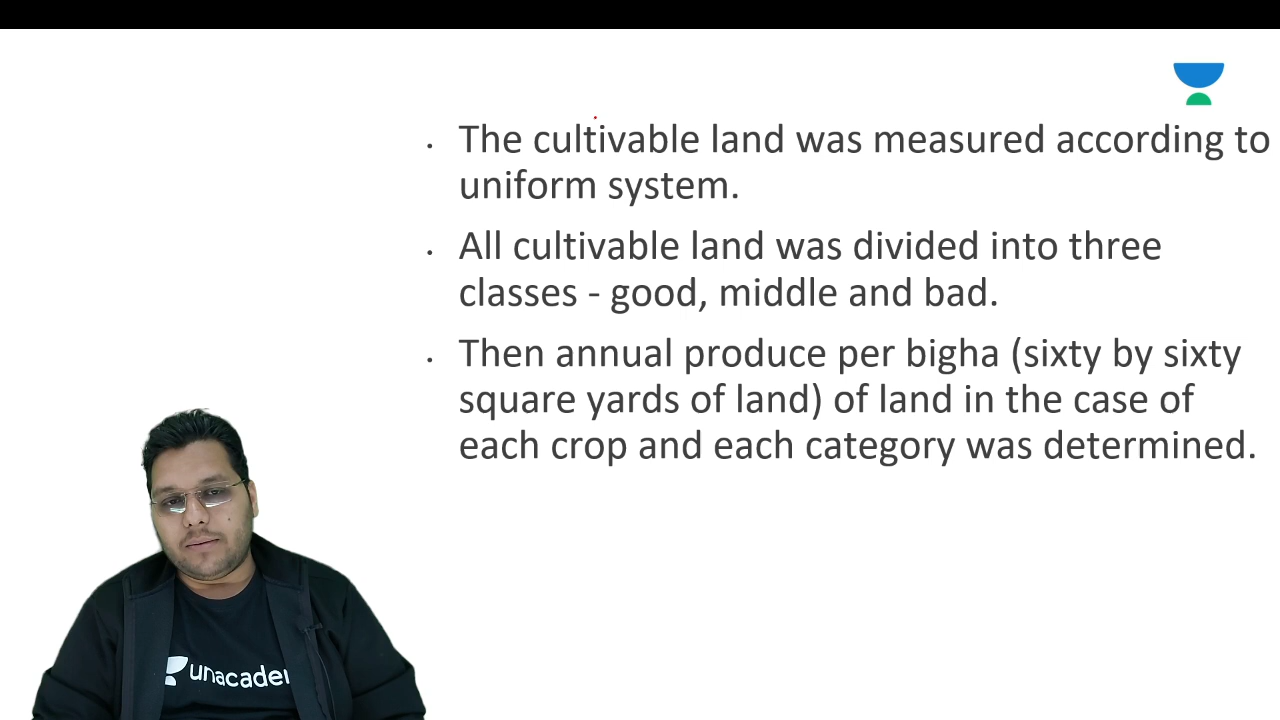 The cultivable land was measured according to
uniform system.
All cultivable land was divided into three
classes - good, middle and bad.
Then annual produce per bigha (sixty by sixty
square yards of land) of land in the case of
each crop and each category was determined.
unacader